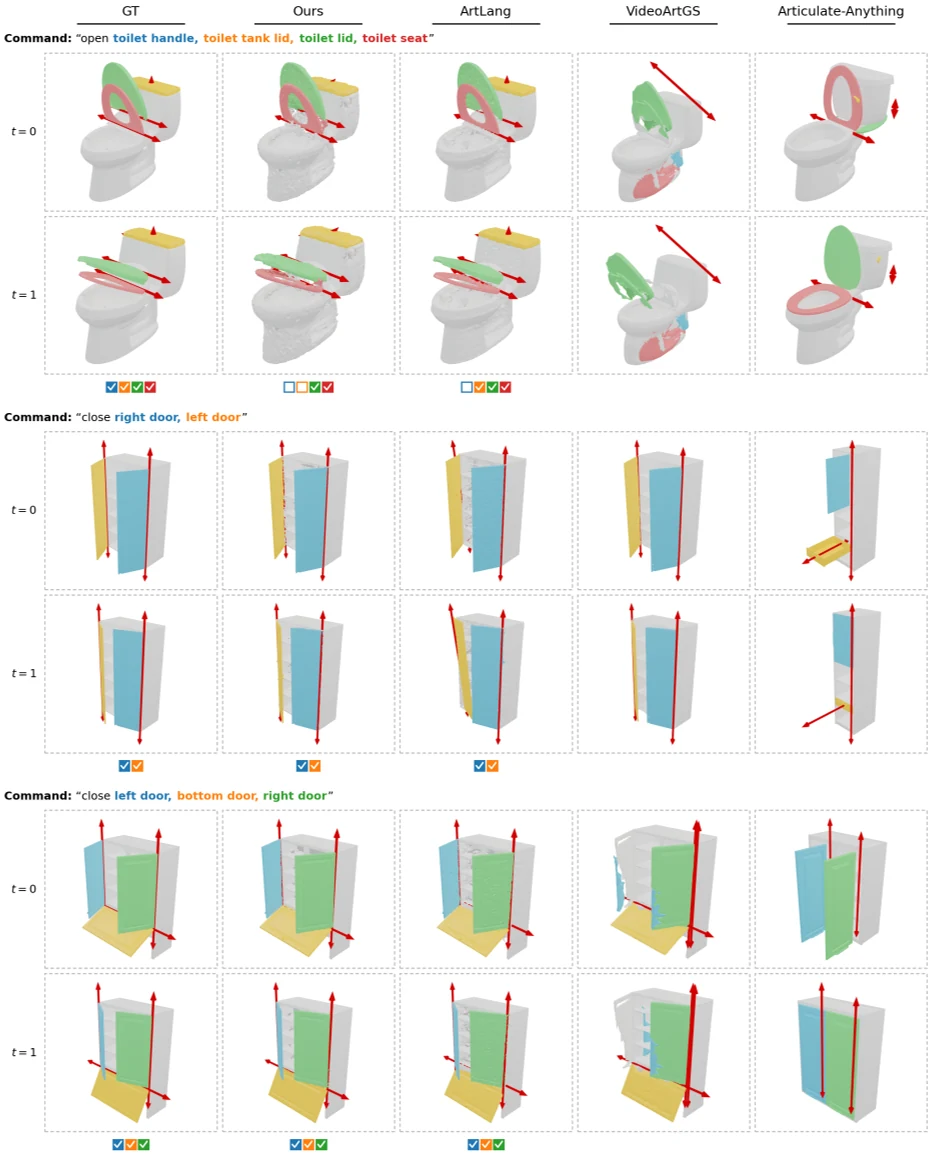 GT Ours ArtLang VideoArtGS Articulate-Anything
Command: “open toilet handle, toilet tank lid, toilet lid, toilet seat”
t = 0
t = 1
Command: “close right door, left door”
t = 0
t = 1
Command: “close left door, bottom door, right door”
t = 0
t = 1